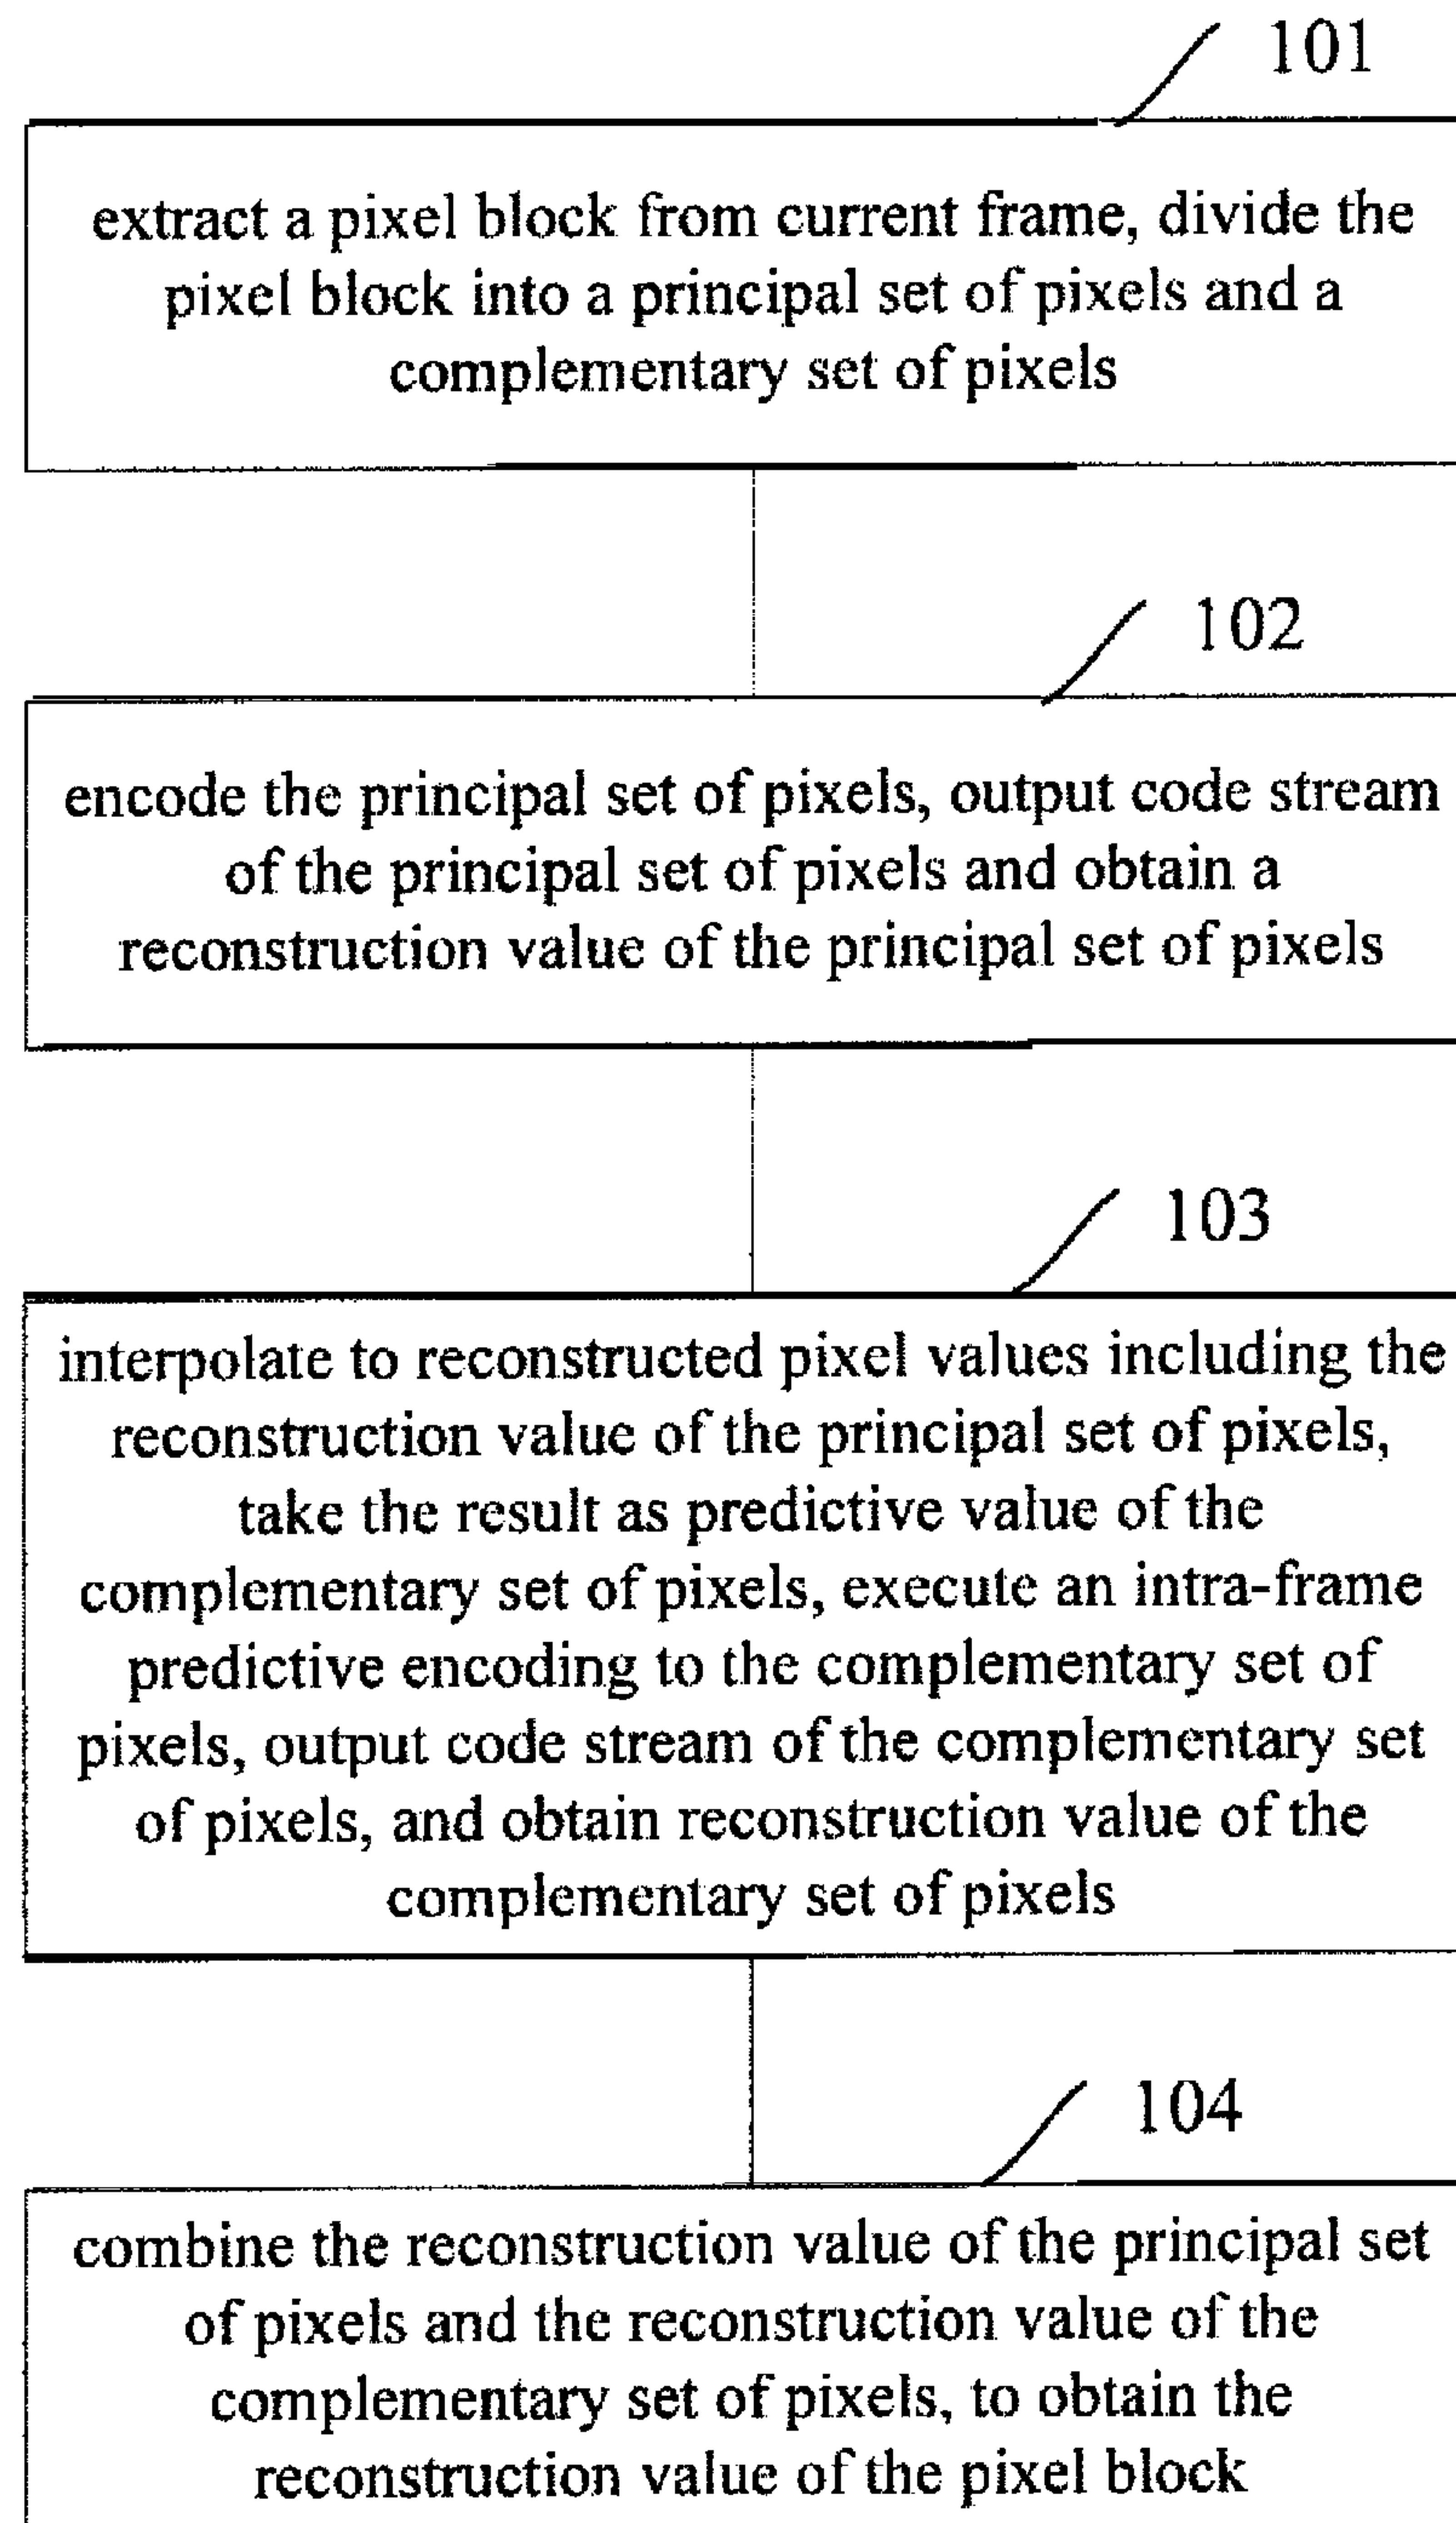 101
extract a pixel block from current frame, divide the
pixel block into a principal set of pixels and a
complementary set of pixels
102
encode the principal set of pixels, output code stream
of the principal set of pixels and obtain a
reconstruction value of the principal set of pixels
103
interpolate to reconstructed pixel values including the
reconstruction value of the principal set of pixels,
take the result as predictive value of the
complementary set of pixels, execute an intra-frame
predictive encoding to the complementary set of
pixels, output code stream of the complementary set
of pixels, and obtain reconstruction value of the
complementary set of pixels
104
combine the reconstruction value of the principal set
of pixels and the reconstruction value of the
complementary set of pixels, to obtain the
reconstruction value of the pixel block